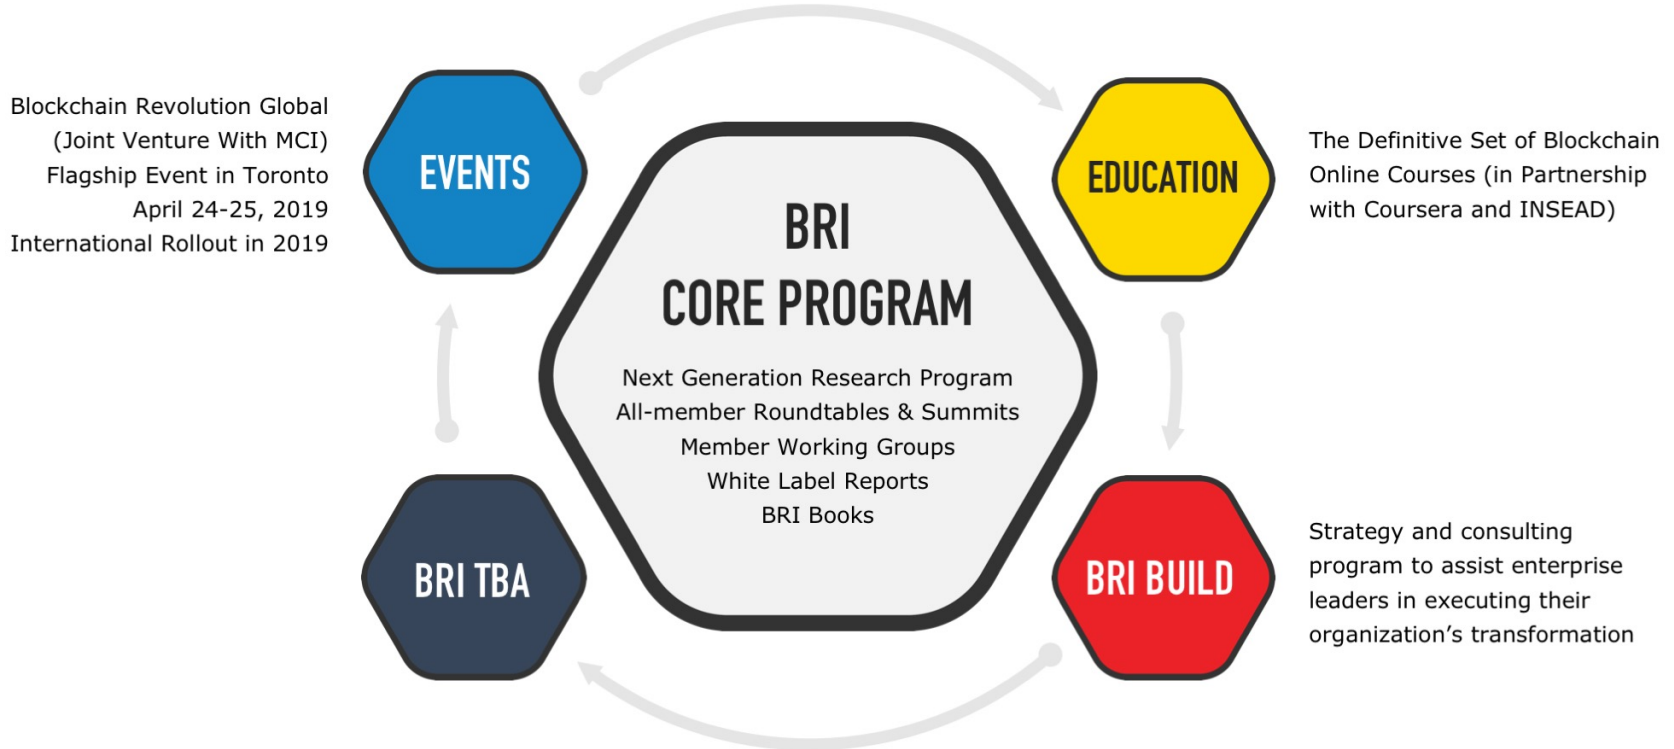 Blockchain Revolution Global
(Joint Venture With MCI)
Flagship Event in Toronto
April 24-25, 2019
International Rollout in 2019
EVENTS
EDUCATION
The Definitive Set of Blockchain
Online Courses (in Partnership
with Coursera and INSEAD)
BRI
CORE PROGRAM
Next Generation Research Program
All-member Roundtables & Summits
Member Working Groups
White Label Reports
BRI Books
BRI TBA
BRI BUILD
Strategy and consulting
program to assist enterprise
leaders in executing their
organization’s transformation